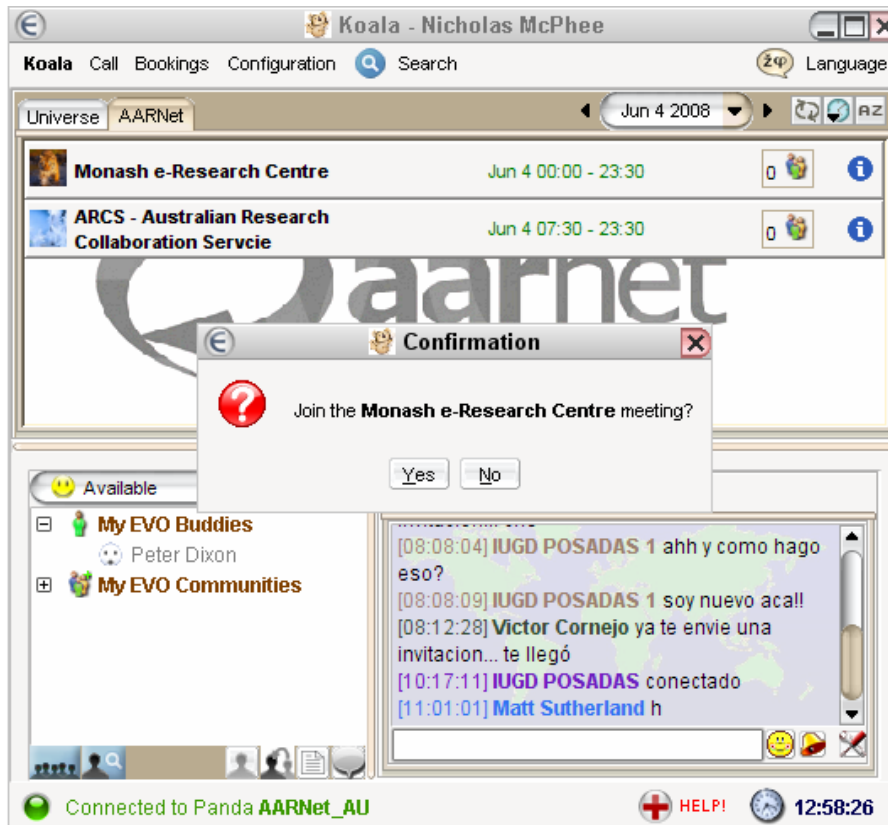 Koala - Nicholas McPhee
Koala Call Bookings Configuration Search žφ Language
Universe AARNet Jun 4 2008 AZ
Monash e-Research Centre Jun 4 00:00 - 23:30 0
ARCS - Australian Research
Collaboration Servcie Jun 4 07:30 - 23:30 0
aarnet
Confirmation
Join the Monash e-Research Centre meeting?
Yes No
Available
My EVO Buddies
Peter Dixon
My EVO Communities
[08:08:04] IUGD POSADAS 1 ahh y como hago
eso?
[08:08:09] IUGD POSADAS 1 soy nuevo aca!!
[08:12:28] Victor Cornejo ya te envie una
invitacion... te llegó
[10:17:11] IUGD POSADAS conectado
[11:01:01] Matt Sutherland h
Connected to Panda AARNet_AU HELP! 12:58:26